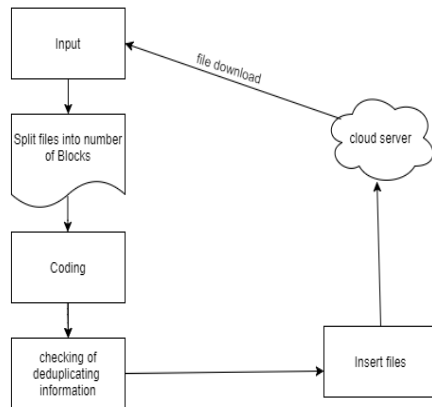 Input
file download
Split files into number
of Blocks
cloud server
Coding
checking of
deduplicating
information
Insert files